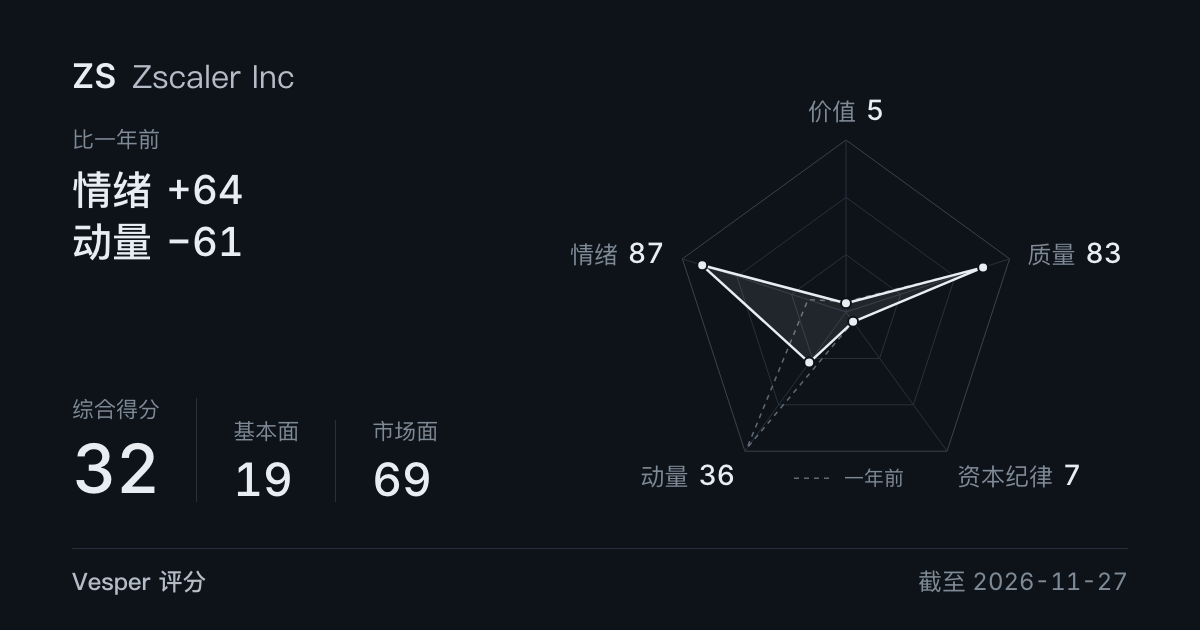 ZS Zscaler Inc
比一年前
情绪 +64
动量 −61
综合得分
32
基本面
19
市场面
69
价值 5
情绪 87
质量 83
动量 36
---- 一年前
资本纪律 7
Vesper 评分
截至 2026-11-27